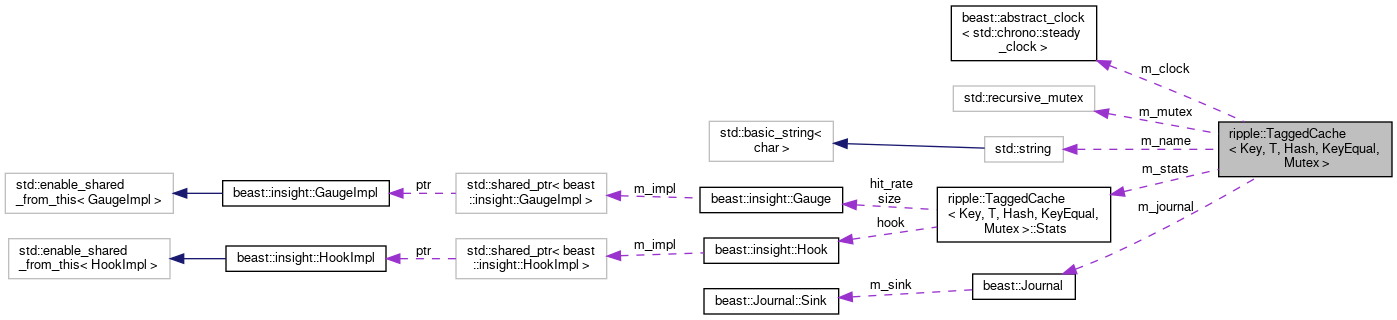 beast::abstract_clock
< std::chrono::steady
_clock >
m_clock
std::recursive_mutex
m_mutex
ripple::TaggedCache
< Key, T, Hash, KeyEqual,
Mutex >
std::basic_string<
char >
std::string
m_name
m_stats
std::enable_shared
_from_this< GaugeImpl >
ptr
beast::insight::GaugeImpl
std::shared_ptr< beast
::insight::GaugeImpl >
m_impl
beast::insight::Gauge
hit_rate
size
ripple::TaggedCache
< Key, T, Hash, KeyEqual,
Mutex >::Stats
m_journal
hook
std::enable_shared
_from_this< HookImpl >
beast::insight::HookImpl
ptr
std::shared_ptr< beast
::insight::HookImpl >
m_impl
beast::insight::Hook
beast::Journal::Sink
m_sink
beast::Journal